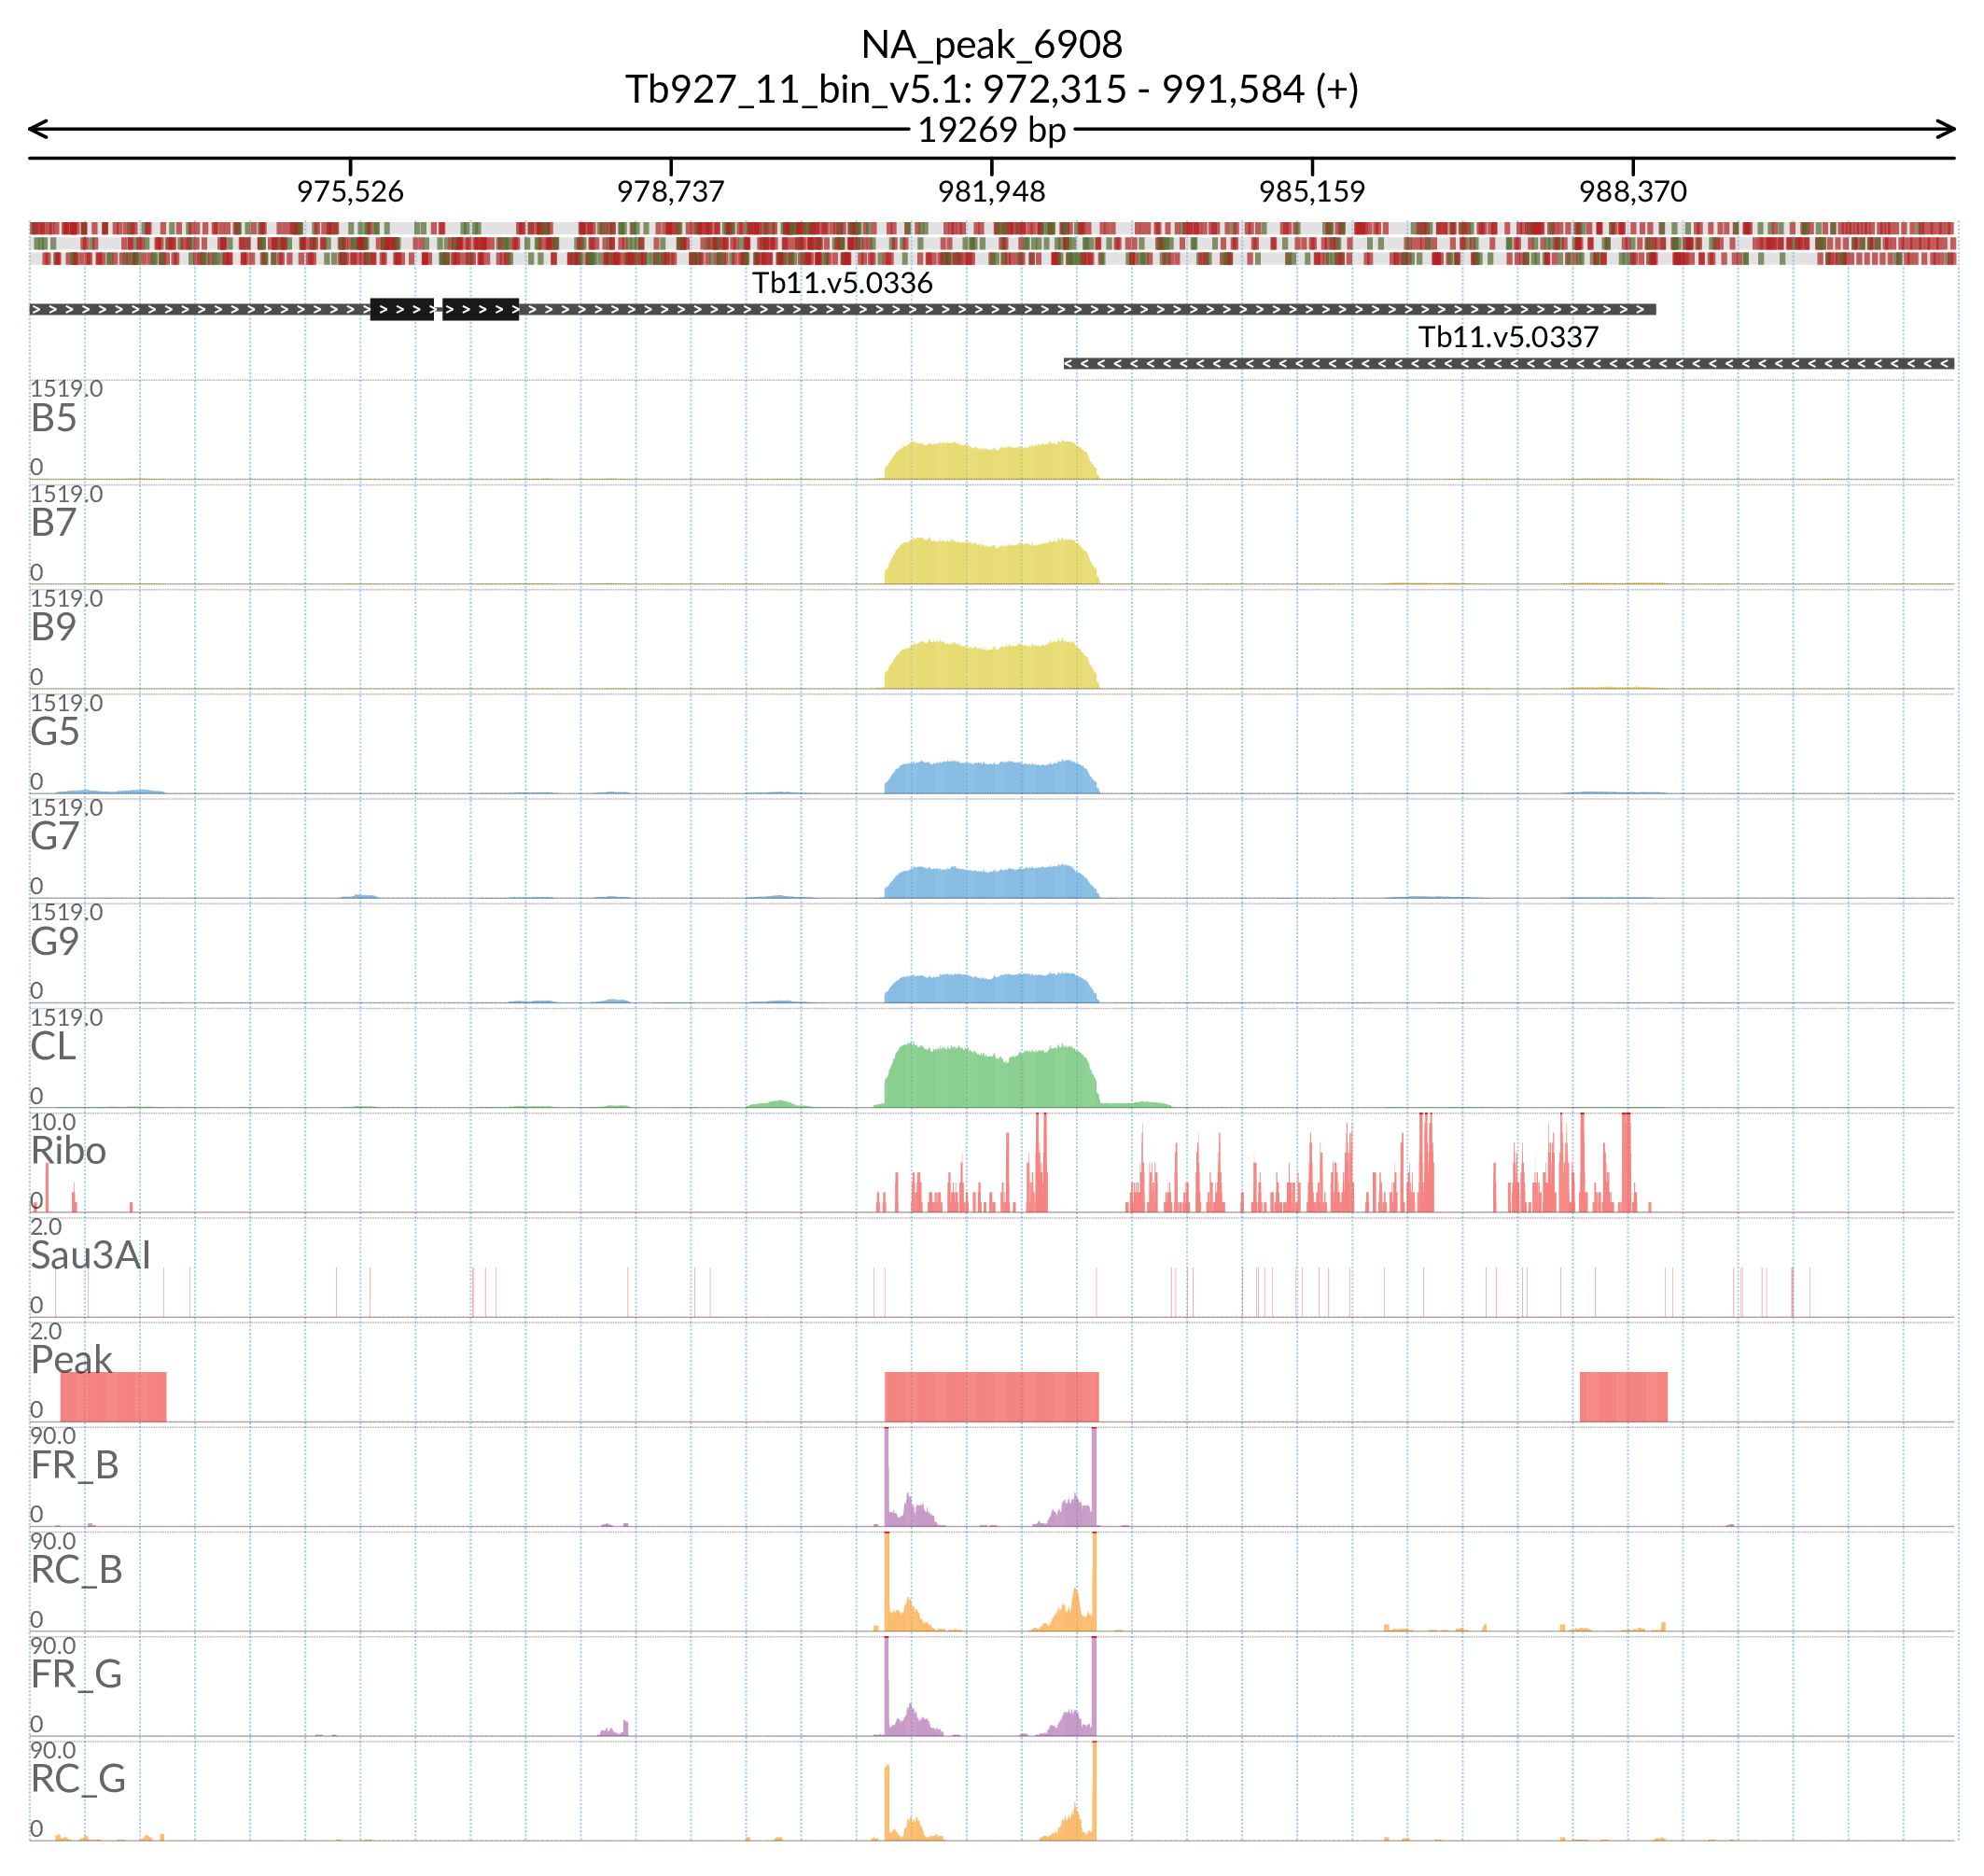 NA_peak_6908
Tb927_11_bin_v5.1: 972,315 - 991,584 (+)
19269 bp
975,526 978,737 981,948 985,159 988,370
Tb11.v5.0336
Tb11.v5.0337
1519.0
B5
0
1519.0
B7
0
1519.0
B9
0
1519.0
G5
0
1519.0
G7
0
1519.0
G9
0
1519.0
CL
0
10.0
Ribo
0
2.0
Sau3AI
0
2.0
Peak
0
90.0
FR_B
0
90.0
RC_B
0
90.0
FR_G
0
90.0
RC_G
0